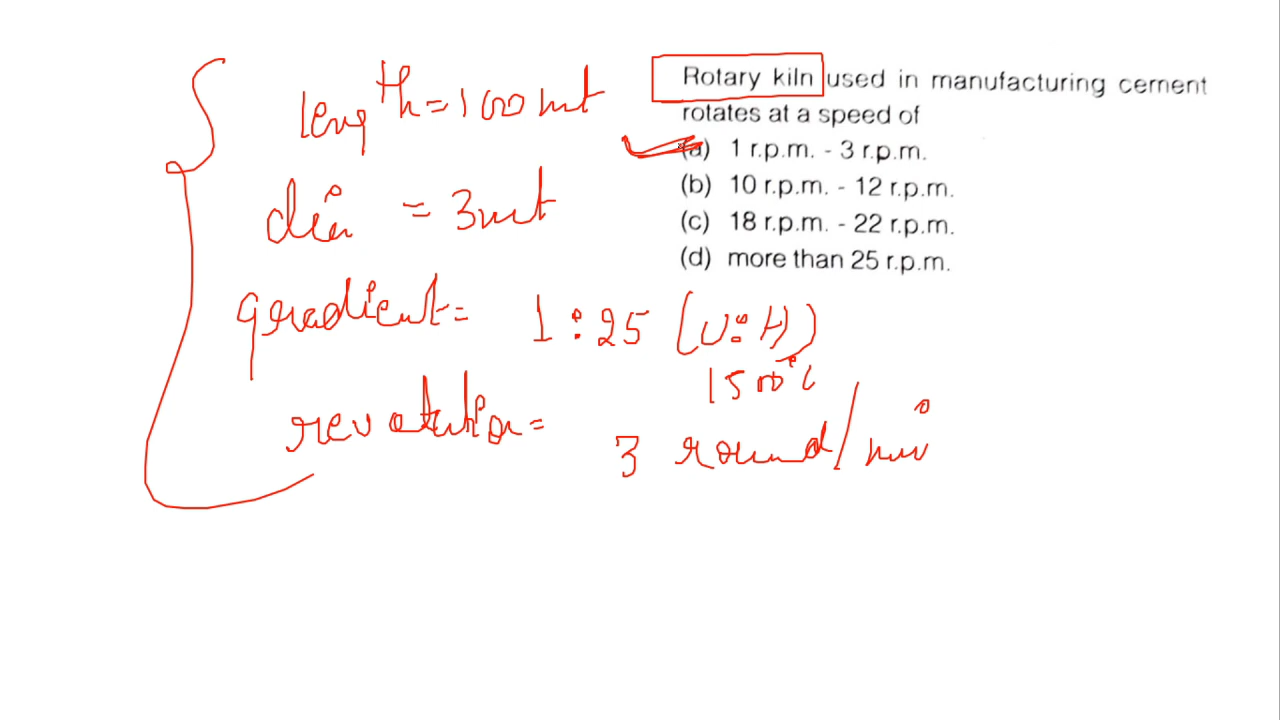 length = 100 mt
dia = 3 mt
gradient = 1 : 25 (V : H)
1500°C
revolution = 3 round / min
Rotary kiln used in manufacturing cement
rotates at a speed of
(a) 1 r.p.m. - 3 r.p.m.
(b) 10 r.p.m. - 12 r.p.m.
(c) 18 r.p.m. - 22 r.p.m.
(d) more than 25 r.p.m.